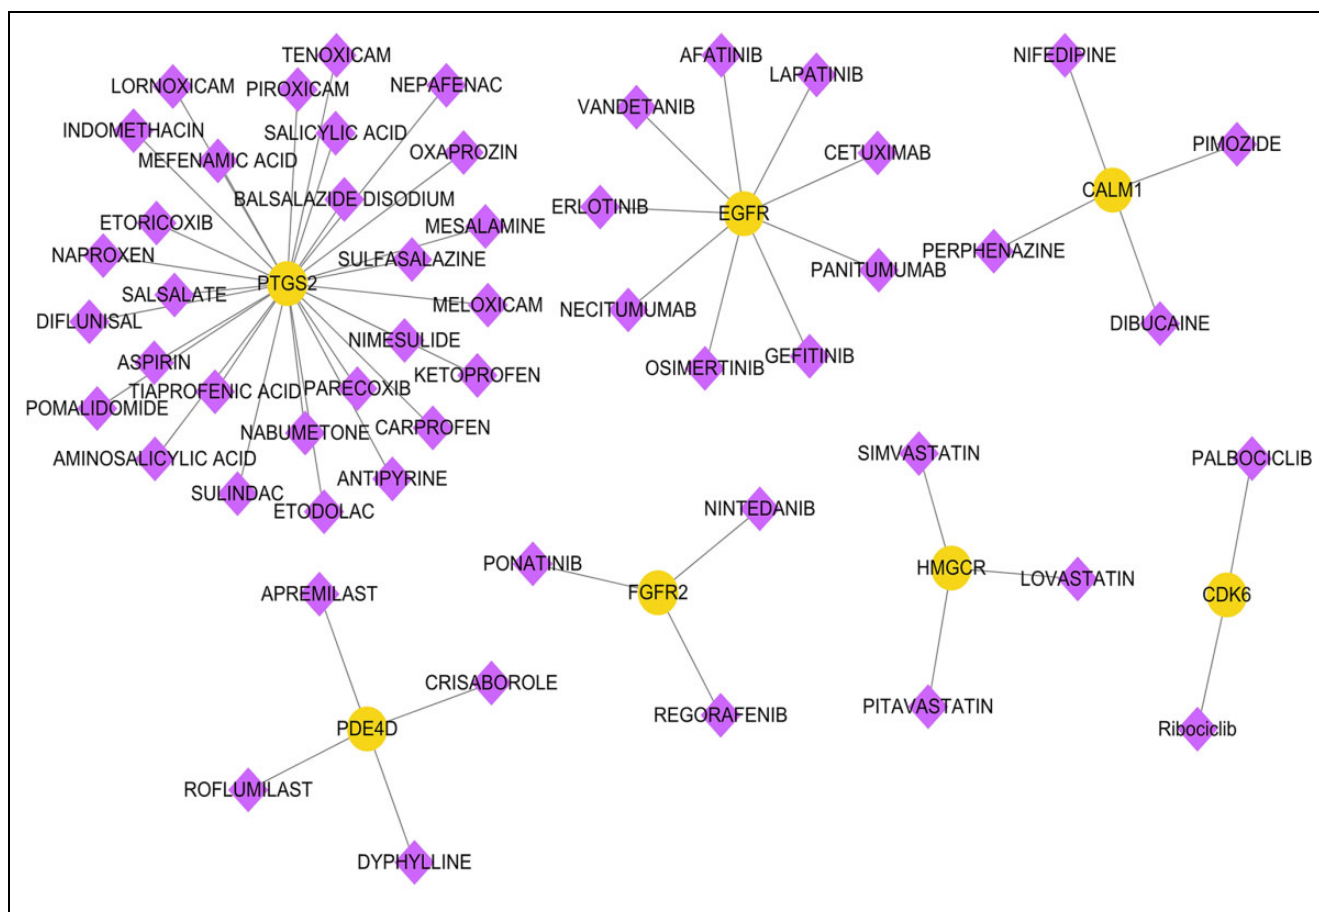 TENOXICAM
LORNOXICAM
PIROXICAM
NEPAFENAC
INDOMETHACIN
SALICYLIC ACID
MEFENAMIC ACID
OXAPROZIN
BALSALAZIDE DISODIUM
ETORICOXIB
MESALAMINE
NAPROXEN
SULFASALAZINE
PTGS2
SALSALATE
MELOXICAM
DIFLUNISAL
NIMESULIDE
ASPIRIN
KETOPROFEN
TIAPROFENIC ACID
PARECOXIB
POMALIDOMIDE
CARPROFEN
NABUMETONE
AMINOSALICYLIC ACID
ANTIPYRINE
SULINDAC
ETODOLAC
AFATINIB
LAPATINIB
VANDETANIB
CETUXIMAB
ERLOTINIB
EGFR
PANITUMUMAB
NECITUMUMAB
GEFITINIB
OSIMERTINIB
NIFEDIPINE
PIMOZIDE
CALM1
PERPHENAZINE
DIBUCAINE
APREMILAST
CRISABOROLE
PDE4D
ROFLUMILAST
DYPHYLLINE
NINTEDANIB
PONATINIB
FGFR2
REGORAFENIB
SIMVASTATIN
HMGCR
LOVASTATIN
PITAVASTATIN
PALBOCICLIB
CDK6
Ribociclib